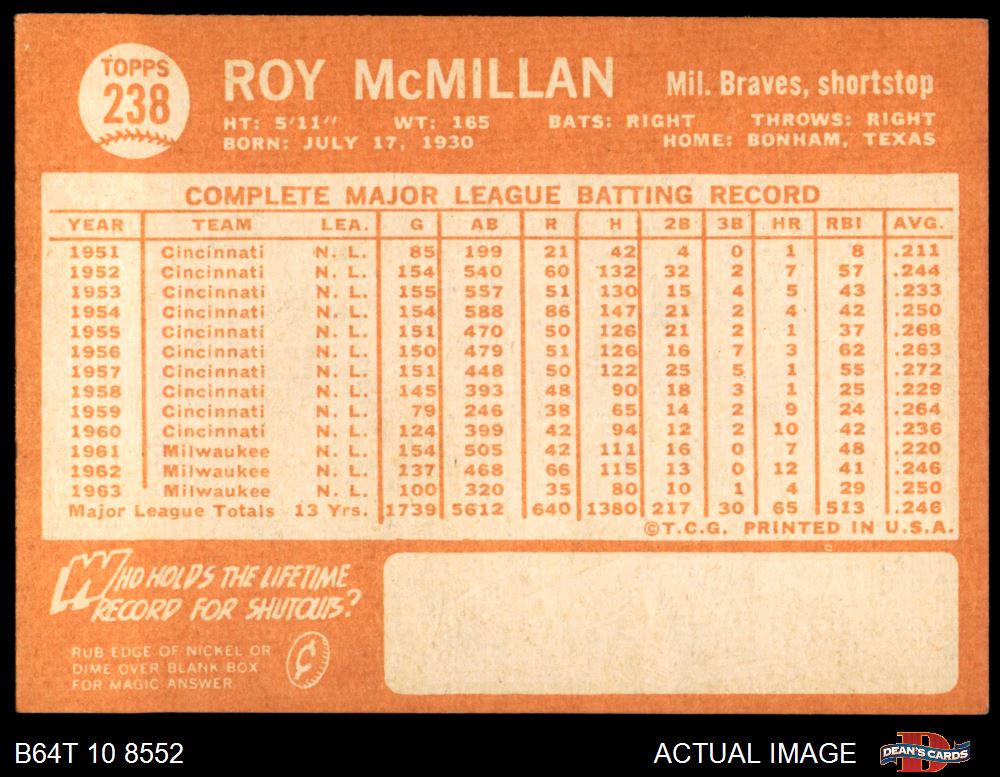 TOPPS
238
ROY McMILLAN
Mil. Braves, shortstop
HT: 5'11" WT: 165 BATS: RIGHT THROWS: RIGHT
BORN: JULY 17, 1930 HOME: BONHAM, TEXAS
COMPLETE MAJOR LEAGUE BATTING RECORD
YEAR TEAM LEA. G AB R H 2B 3B HR RBI AVG.
1951 Cincinnati N. L. 85 199 21 42 4 0 1 8 .211
1952 Cincinnati N. L. 154 540 60 132 32 2 7 57 .244
1953 Cincinnati N. L. 155 557 51 130 15 4 5 43 .233
1954 Cincinnati N. L. 154 588 86 147 21 2 4 42 .250
1955 Cincinnati N. L. 151 470 50 126 21 2 1 37 .268
1956 Cincinnati N. L. 150 479 51 126 16 7 3 62 .263
1957 Cincinnati N. L. 151 448 50 122 25 5 1 55 .272
1958 Cincinnati N. L. 145 393 48 90 18 3 1 25 .229
1959 Cincinnati N. L. 79 246 38 65 14 2 9 24 .264
1960 Cincinnati N. L. 124 399 42 94 12 2 10 42 .236
1961 Milwaukee N. L. 154 505 42 111 16 0 7 48 .220
1962 Milwaukee N. L. 137 468 66 115 13 0 12 41 .246
1963 Milwaukee N. L. 100 320 35 80 10 1 4 29 .250
Major League Totals 13 Yrs. 1739 5612 640 1380 217 30 65 513 .246
©T.C.G. PRINTED IN U.S.A.
WHO HOLDS THE LIFETIME
RECORD FOR SHUTOUTS?
RUB EDGE OF NICKEL OR
DIME OVER BLANK BOX
FOR MAGIC ANSWER.
¢
B64T 10 8552
ACTUAL IMAGE
D
DEAN'S CARDS